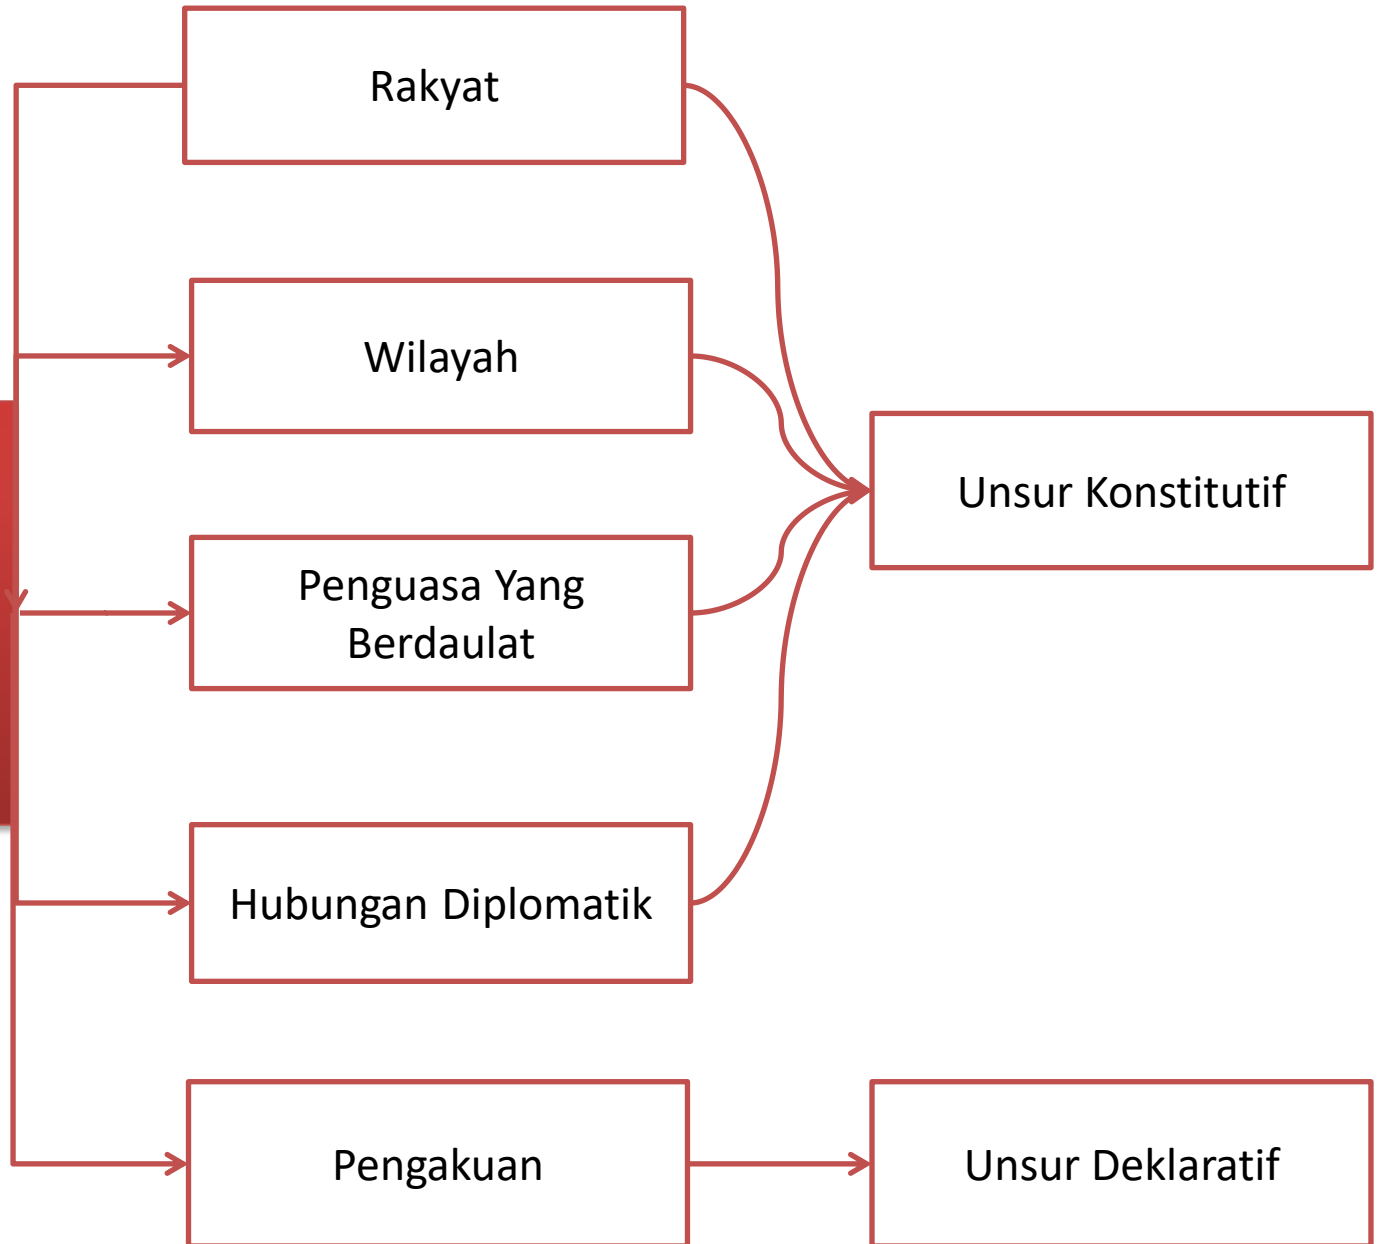 Rakyat
Wilayah
Unsur Konstitutif
Penguasa Yang
Berdaulat
Hubungan Diplomatik
Pengakuan
Unsur Deklaratif